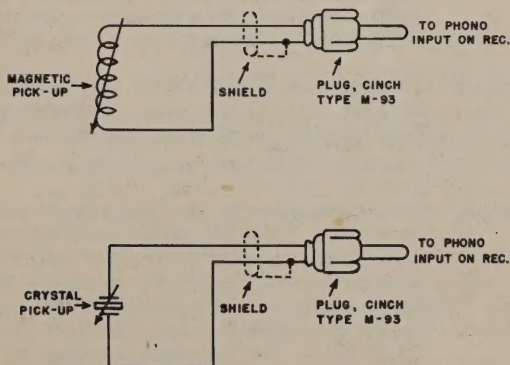 TO PHONO
INPUT ON REC.
MAGNETIC
PICK-UP
SHIELD
PLUG, CINCH
TYPE M-93
TO PHONO
INPUT ON REC.
CRYSTAL
PICK-UP
SHIELD
PLUG, CINCH
TYPE M-93